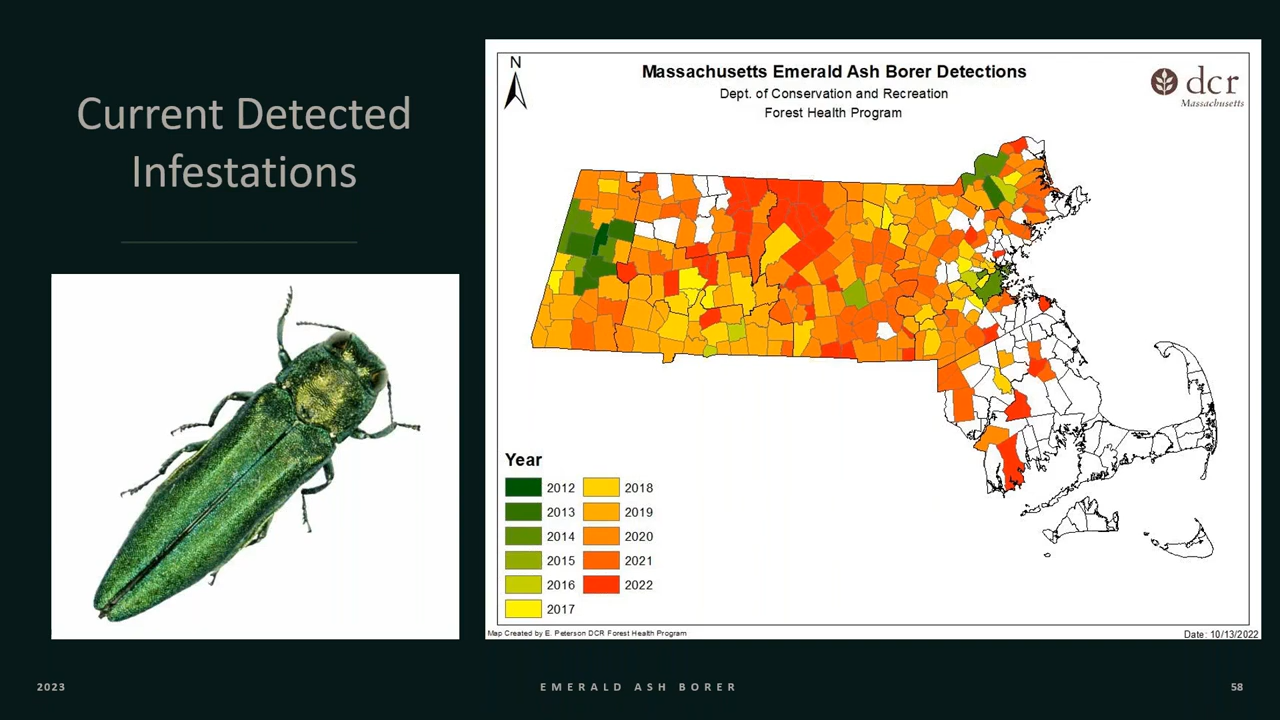 Current Detected
Infestations
N
Massachusetts Emerald Ash Borer Detections
Dept. of Conservation and Recreation
Forest Health Program
dcr
Massachusetts
Year
2012
2013
2014
2015
2016
2017
2018
2019
2020
2021
2022
Map Created by E. Peterson DCR Forest Health Program
Date: 10/13/2022
2023
EMERALD ASH BORER
58